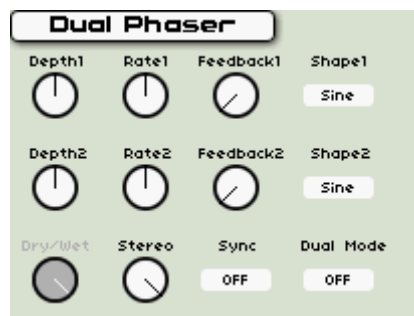 Dual Phaser
Depth1 Rate1 Feedback1 Shape1
Sine
Depth2 Rate2 Feedback2 Shape2
Sine
Dry/Wet Stereo Sync Dual Mode
OFF OFF